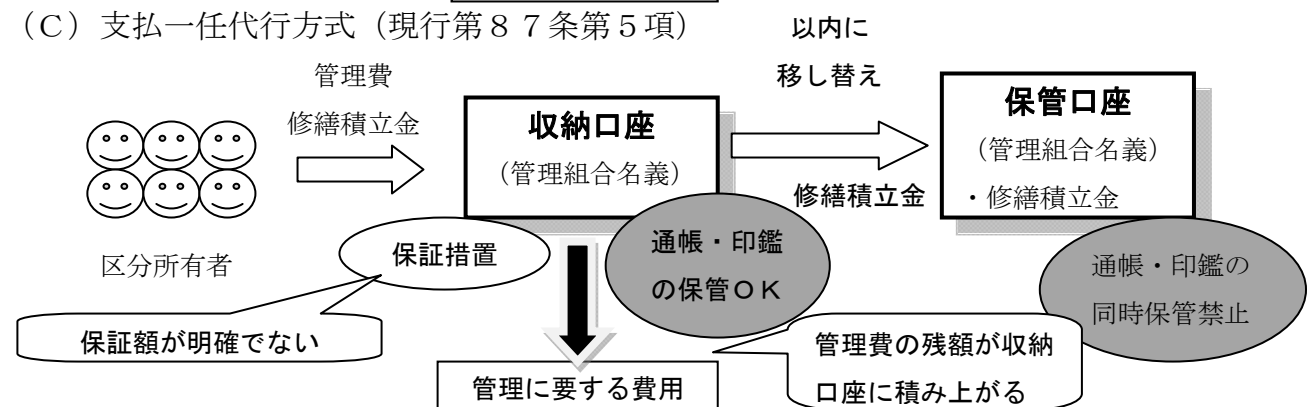 （Ｃ）支払一任代行方式（現行第８７条第５項）
以内に
移し替え
管理費
修繕積立金
区分所有者
収納口座
（管理組合名義）
修繕積立金
保管口座
（管理組合名義）
・修繕積立金
保証措置
保証額が明確でない
通帳・印鑑
の保管ＯＫ
通帳・印鑑の
同時保管禁止
管理に要する費用
管理費の残額が収納
口座に積み上がる